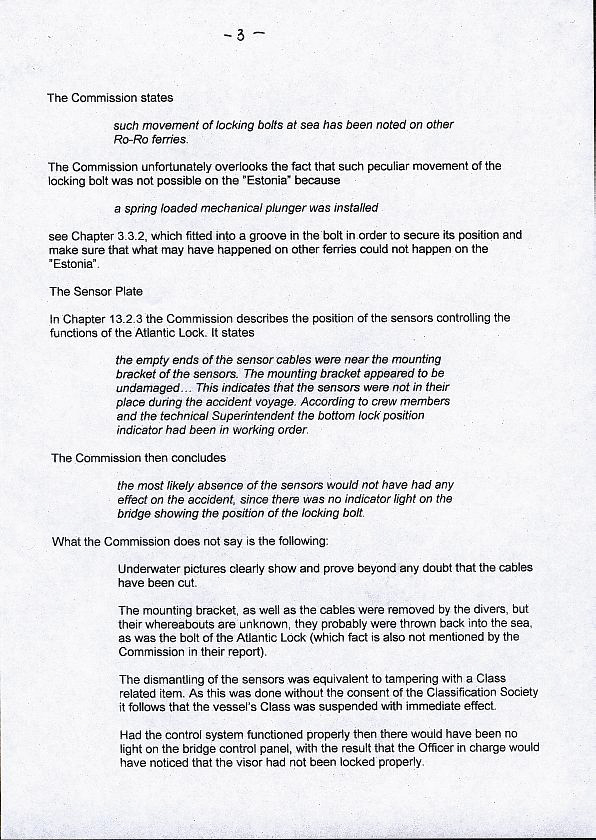 - 3 -
The Commission states
such movement of locking bolts at sea has been noted on other
Ro-Ro ferries.
The Commission unfortunately overlooks the fact that such peculiar movement of the
locking bolt was not possible on the "Estonia" because
a spring loaded mechanical plunger was installed
see Chapter 3.3.2, which fitted into a groove in the bolt in order to secure its position and
make sure that what may have happened on other ferries could not happen on the
"Estonia".
The Sensor Plate
In Chapter 13.2.3 the Commission describes the position of the sensors controlling the
functions of the Atlantic Lock. It states
the empty ends of the sensor cables were near the mounting
bracket of the sensors. The mounting bracket appeared to be
undamaged... This indicates that the sensors were not in their
place during the accident voyage. According to crew members
and the technical Superintendent the bottom lock position
indicator had been in working order.
The Commission then concludes
the most likely absence of the sensors would not have had any
effect on the accident, since there was no indicator light on the
bridge showing the position of the locking bolt.
What the Commission does not say is the following:
Underwater pictures clearly show and prove beyond any doubt that the cables
have been cut.
The mounting bracket, as well as the cables were removed by the divers, but
their whereabouts are unknown, they probably were thrown back into the sea,
as was the bolt of the Atlantic Lock (which fact is also not mentioned by the
Commission in their report).
The dismantling of the sensors was equivalent to tampering with a Class
related item. As this was done without the consent of the Classification Society
it follows that the vessel's Class was suspended with immediate effect.
Had the control system functioned properly then there would have been no
light on the bridge control panel, with the result that the Officer in charge would
have noticed that the visor had not been locked properly.